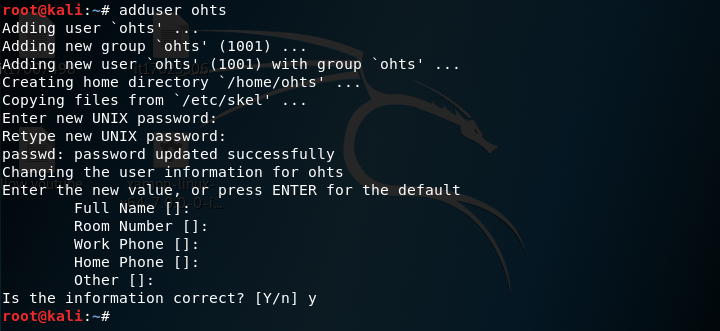 root@kali:~# adduser ohts
Adding user `ohts' ...
Adding new group `ohts' (1001) ...
Adding new user `ohts' (1001) with group `ohts' ...
Creating home directory `/home/ohts' ...
Copying files from `/etc/skel' ...
Enter new UNIX password:
Retype new UNIX password:
passwd: password updated successfully
Changing the user information for ohts
Enter the new value, or press ENTER for the default
Full Name []:
Room Number []:
Work Phone []:
Home Phone []:
Other []:
Is the information correct? [Y/n] y
root@kali:~#